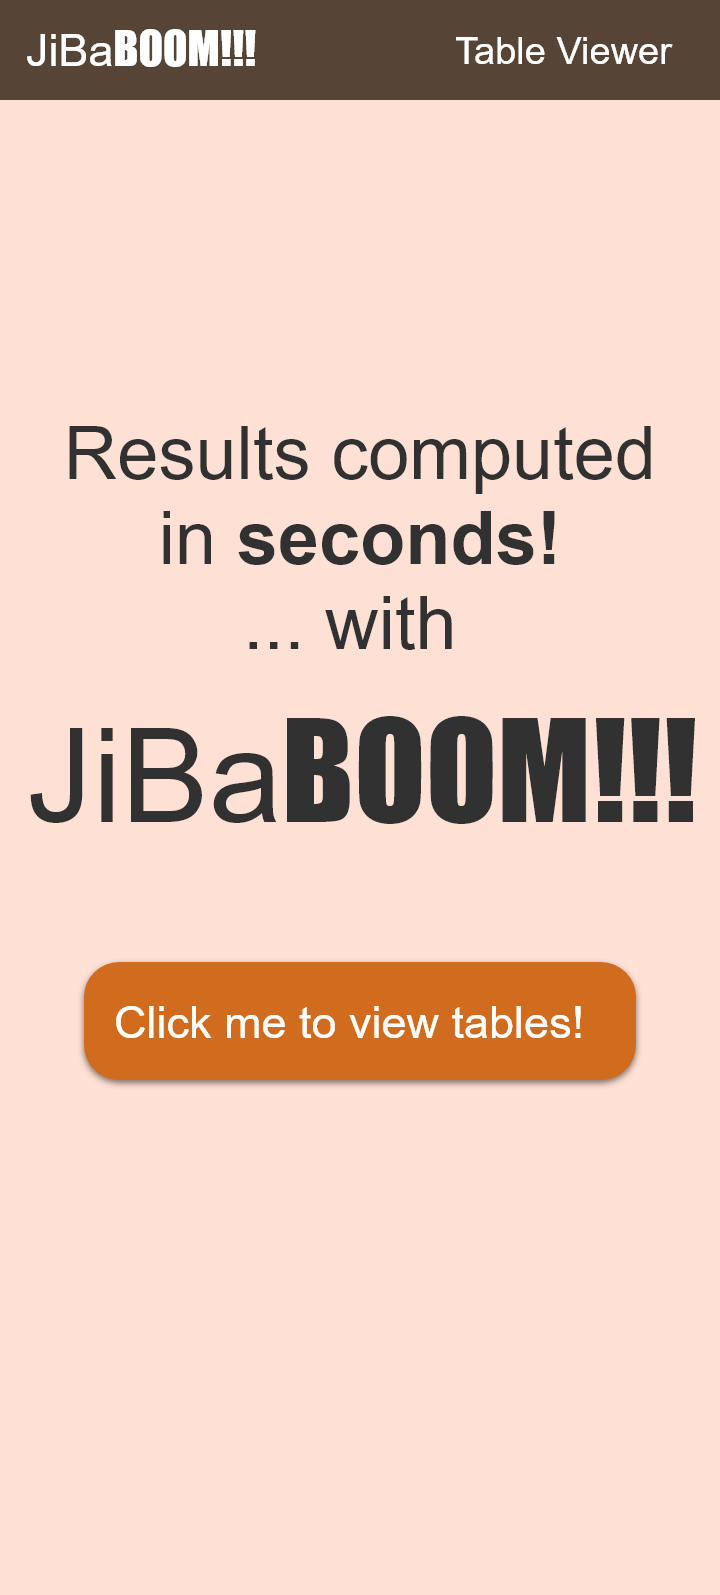 JiBaBOOM!!! Table Viewer
Results computed
in seconds!
... with
JiBaBOOM!!!
Click me to view tables!